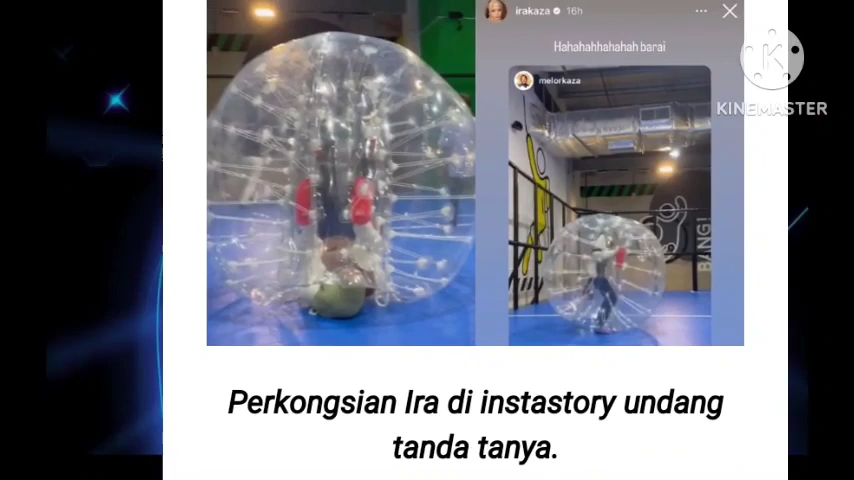 irakaza 16h
Hahahahhahahah barai
melorkaza
KINEMASTER
BANG!
Perkongsian Ira di instastory undang
tanda tanya.